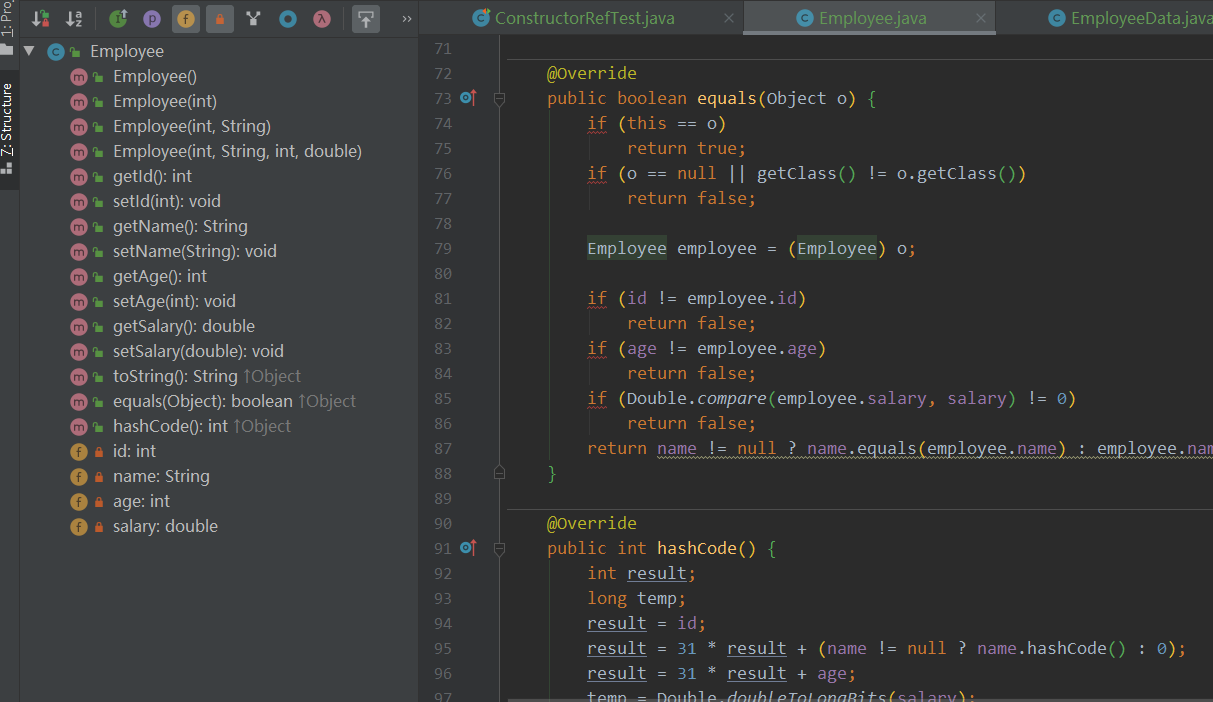 1: Pro
Z: Structure
ConstructorRefTest.java
Employee.java
EmployeeData.java
Employee
Employee()
Employee(int)
Employee(int, String)
Employee(int, String, int, double)
getId(): int
setId(int): void
getName(): String
setName(String): void
getAge(): int
setAge(int): void
getSalary(): double
setSalary(double): void
toString(): String ↑Object
equals(Object): boolean ↑Object
hashCode(): int ↑Object
id: int
name: String
age: int
salary: double
71
72 @Override
73 public boolean equals(Object o) {
74 if (this == o)
75 return true;
76 if (o == null || getClass() != o.getClass())
77 return false;
78
79 Employee employee = (Employee) o;
80
81 if (id != employee.id)
82 return false;
83 if (age != employee.age)
84 return false;
85 if (Double.compare(employee.salary, salary) != 0)
86 return false;
87 return name != null ? name.equals(employee.name) : employee.nam
88 }
89
90 @Override
91 public int hashCode() {
92 int result;
93 long temp;
94 result = id;
95 result = 31 * result + (name != null ? name.hashCode() : 0);
96 result = 31 * result + age;
97 temp = Double.doubleToLongBits(salary);